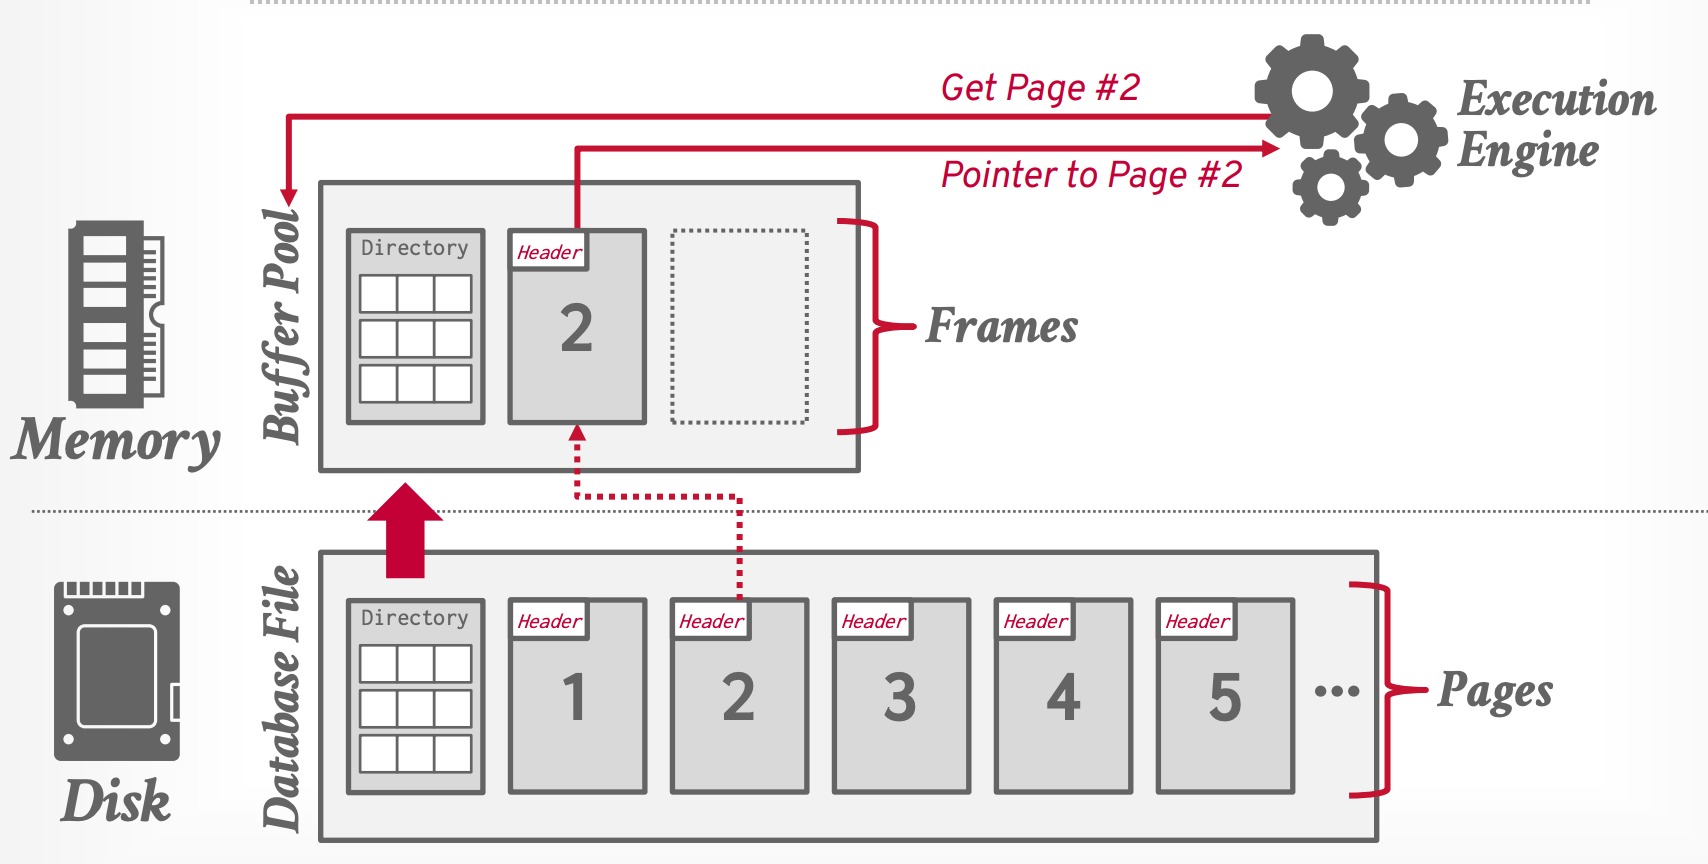 Get Page #2
Execution
Engine
Pointer to Page #2
Buffer Pool
Directory
Header
2
Frames
Memory
Database File
Directory
Header
1
Header
2
Header
3
Header
4
Header
5
...
Pages
Disk